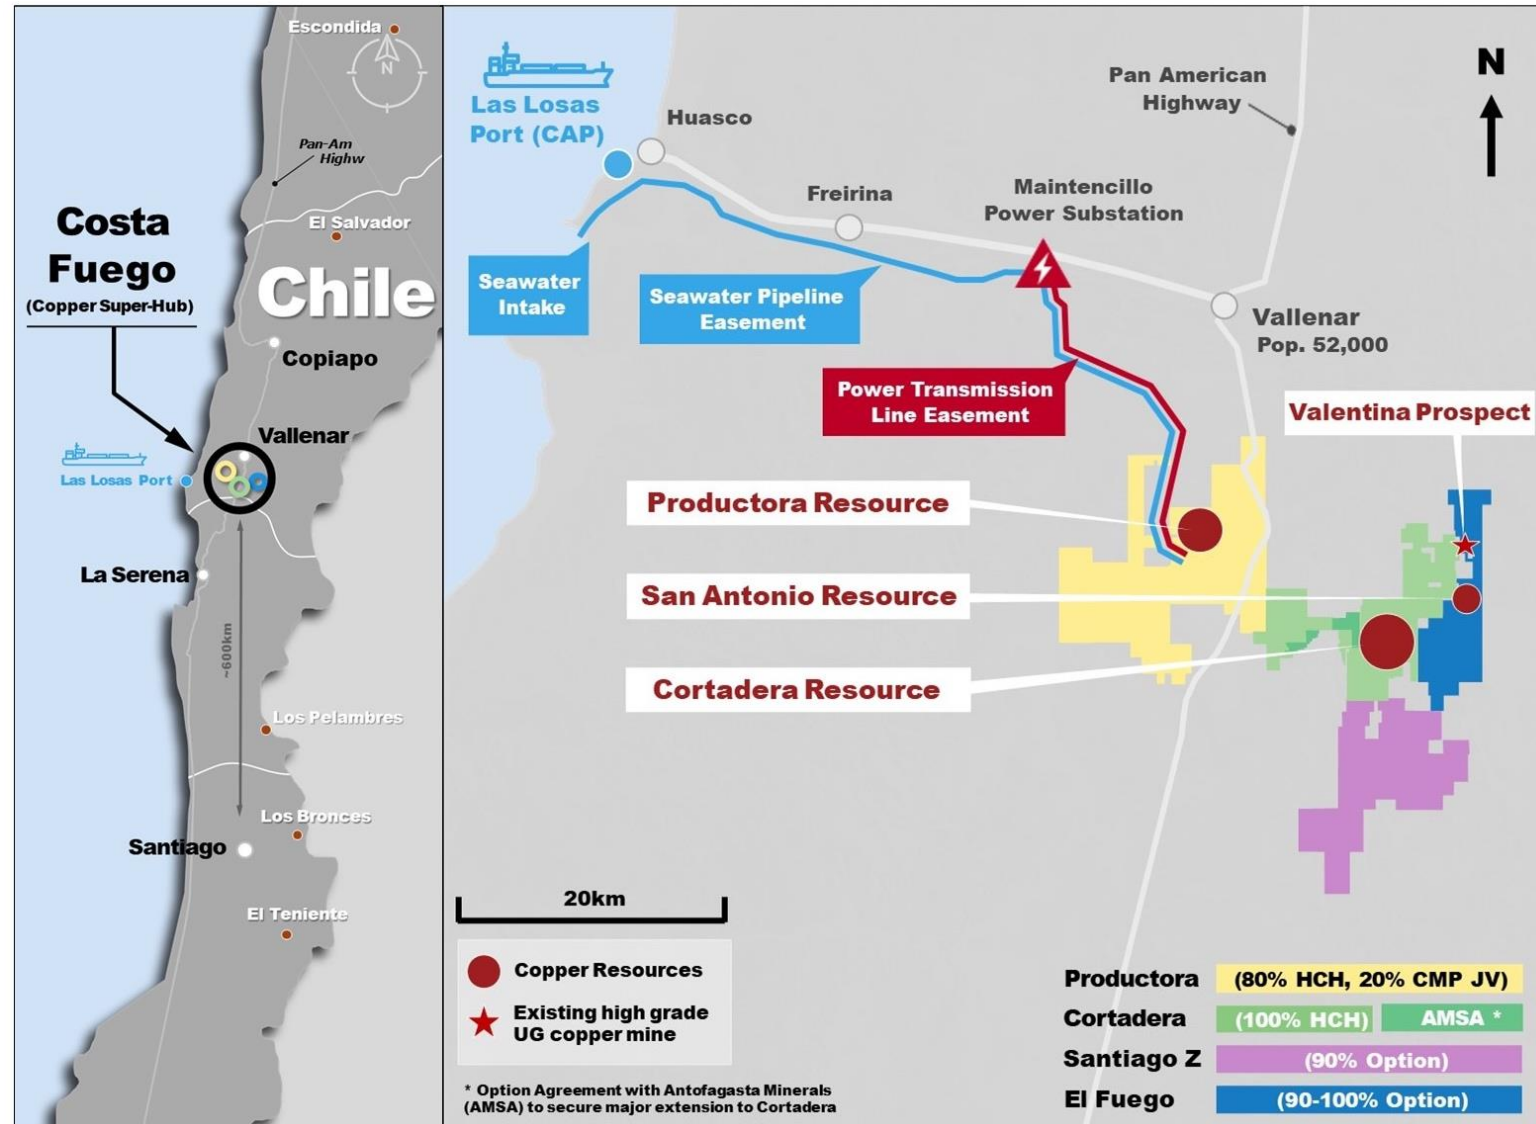 Escondida
N
Pan-Am
Highw
El Salvador
Costa
Fuego
(Copper Super-Hub)
Chile
Copiapo
Vallenar
Las Losas Port
La Serena
~600km
Los Pelambres
Los Bronces
Santiago
El Teniente
Las Losas
Port (CAP)
Huasco
Freirina
Maintencillo
Power Substation
Pan American
Highway
N
Seawater
Intake
Seawater Pipeline
Easement
Vallenar
Pop. 52,000
Power Transmission
Line Easement
Valentina Prospect
Productora Resource
San Antonio Resource
Cortadera Resource
20km
Copper Resources
Existing high grade
UG copper mine
* Option Agreement with Antofagasta Minerals
(AMSA) to secure major extension to Cortadera
Productora (80% HCH, 20% CMP JV)
Cortadera (100% HCH) AMSA *
Santiago Z (90% Option)
El Fuego (90-100% Option)